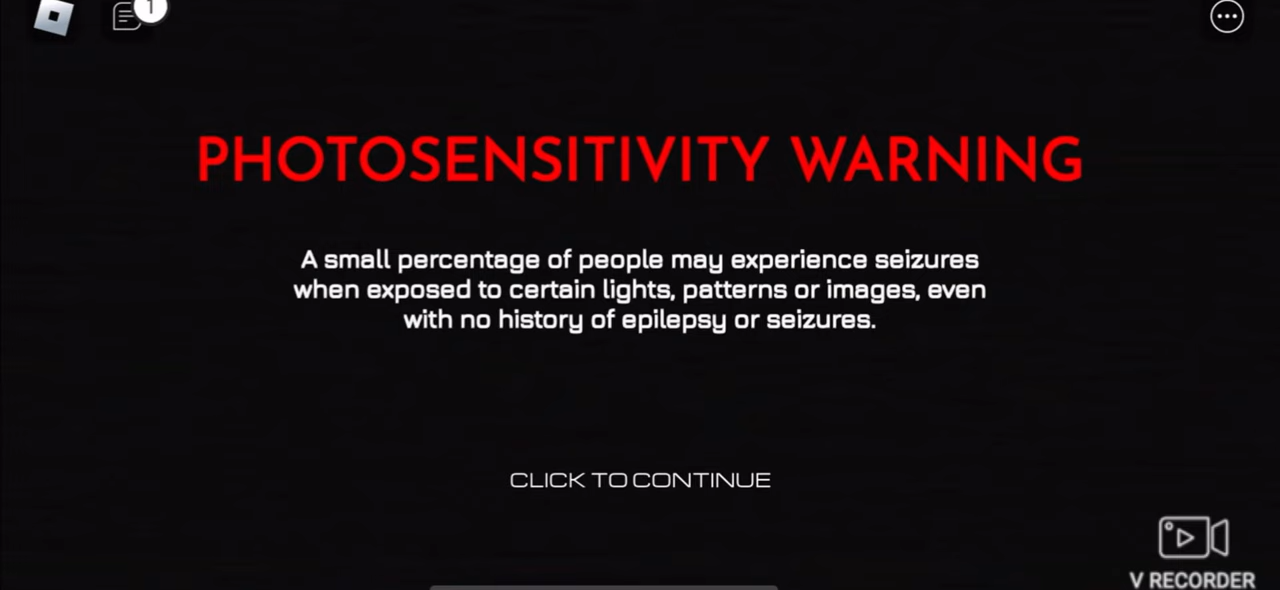 1
PHOTOSENSITIVITY WARNING
A small percentage of people may experience seizures
when exposed to certain lights, patterns or images, even
with no history of epilepsy or seizures.
CLICK TO CONTINUE
V RECORDER